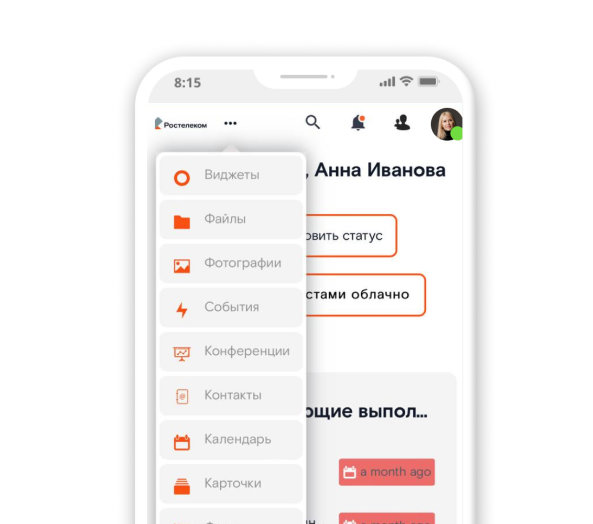 8:15
Ростелеком
, Анна Иванова
Виджеты
Файлы
овить статус
Фотографии
События
стами облачно
Конференции
Контакты
ющие выпол...
Календарь
a month ago
Карточки